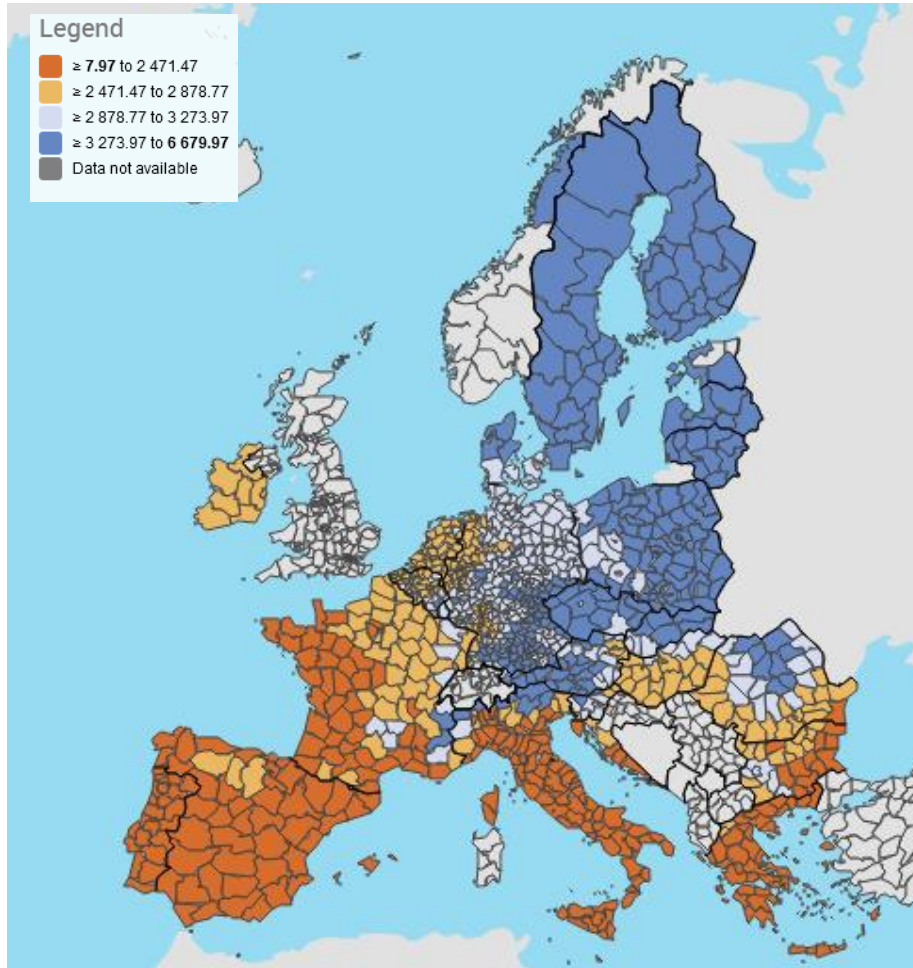 Legend
≥ 7.97 to 2 471.47
≥ 2 471.47 to 2 878.77
≥ 2 878.77 to 3 273.97
≥ 3 273.97 to 6 679.97
Data not available